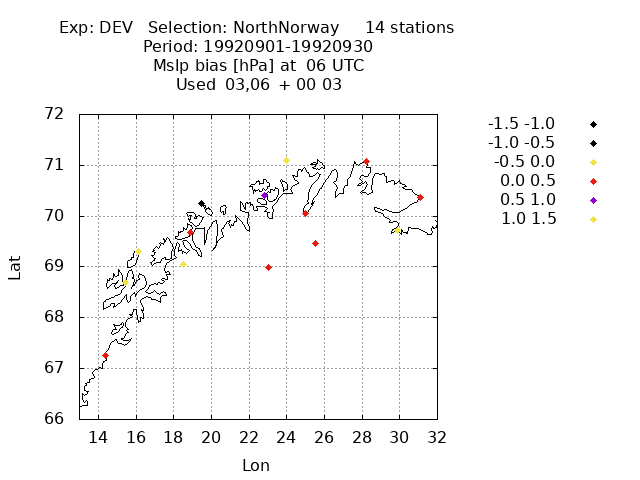 Exp: DEV   Selection: NorthNorway     14 stations
Period: 19920901-19920930
Mslp bias [hPa] at  06 UTC
Used  03,06  + 00 03
72
71
70
69
68
67
66
Lat
14 16 18 20 22 24 26 28 30 32
Lon
-1.5 -1.0
-1.0 -0.5
-0.5 0.0
0.0 0.5
0.5 1.0
1.0 1.5